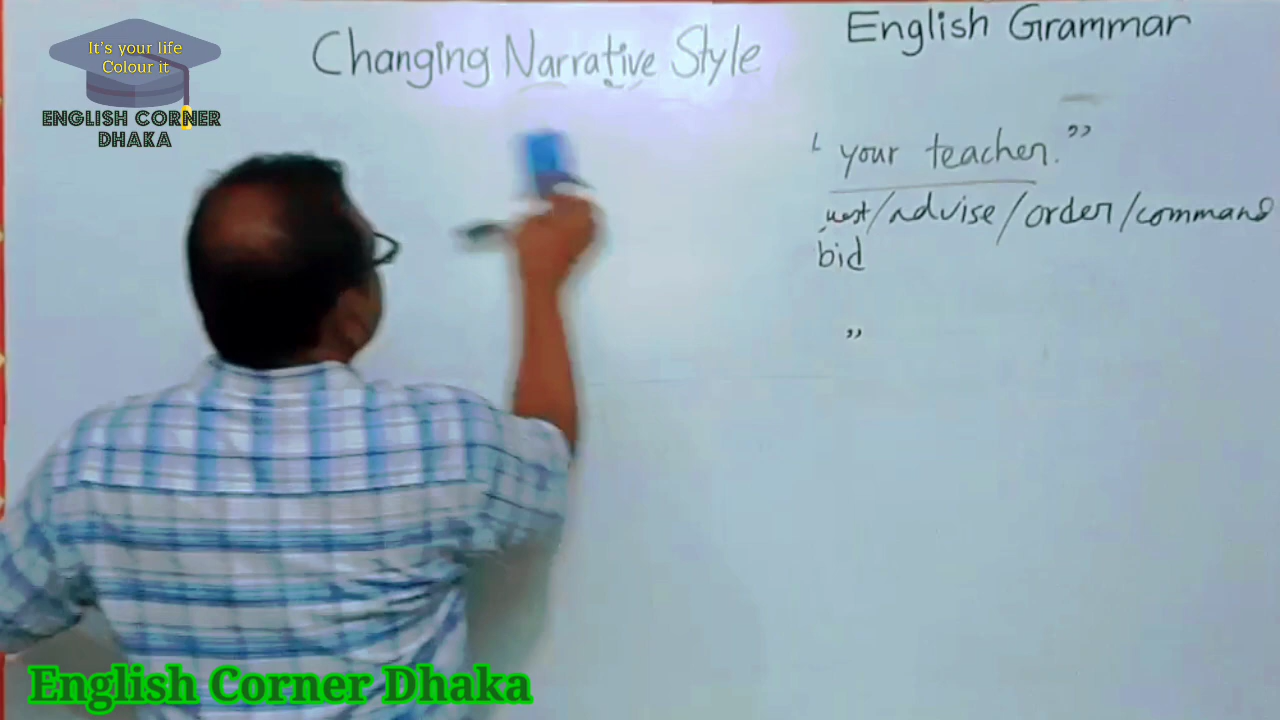 It's your life
Colour it
ENGLISH CORNER
DHAKA
Changing Narrative Style
English Grammar
your teacher.”
/advise/order/command
bid
”
English Corner Dhaka